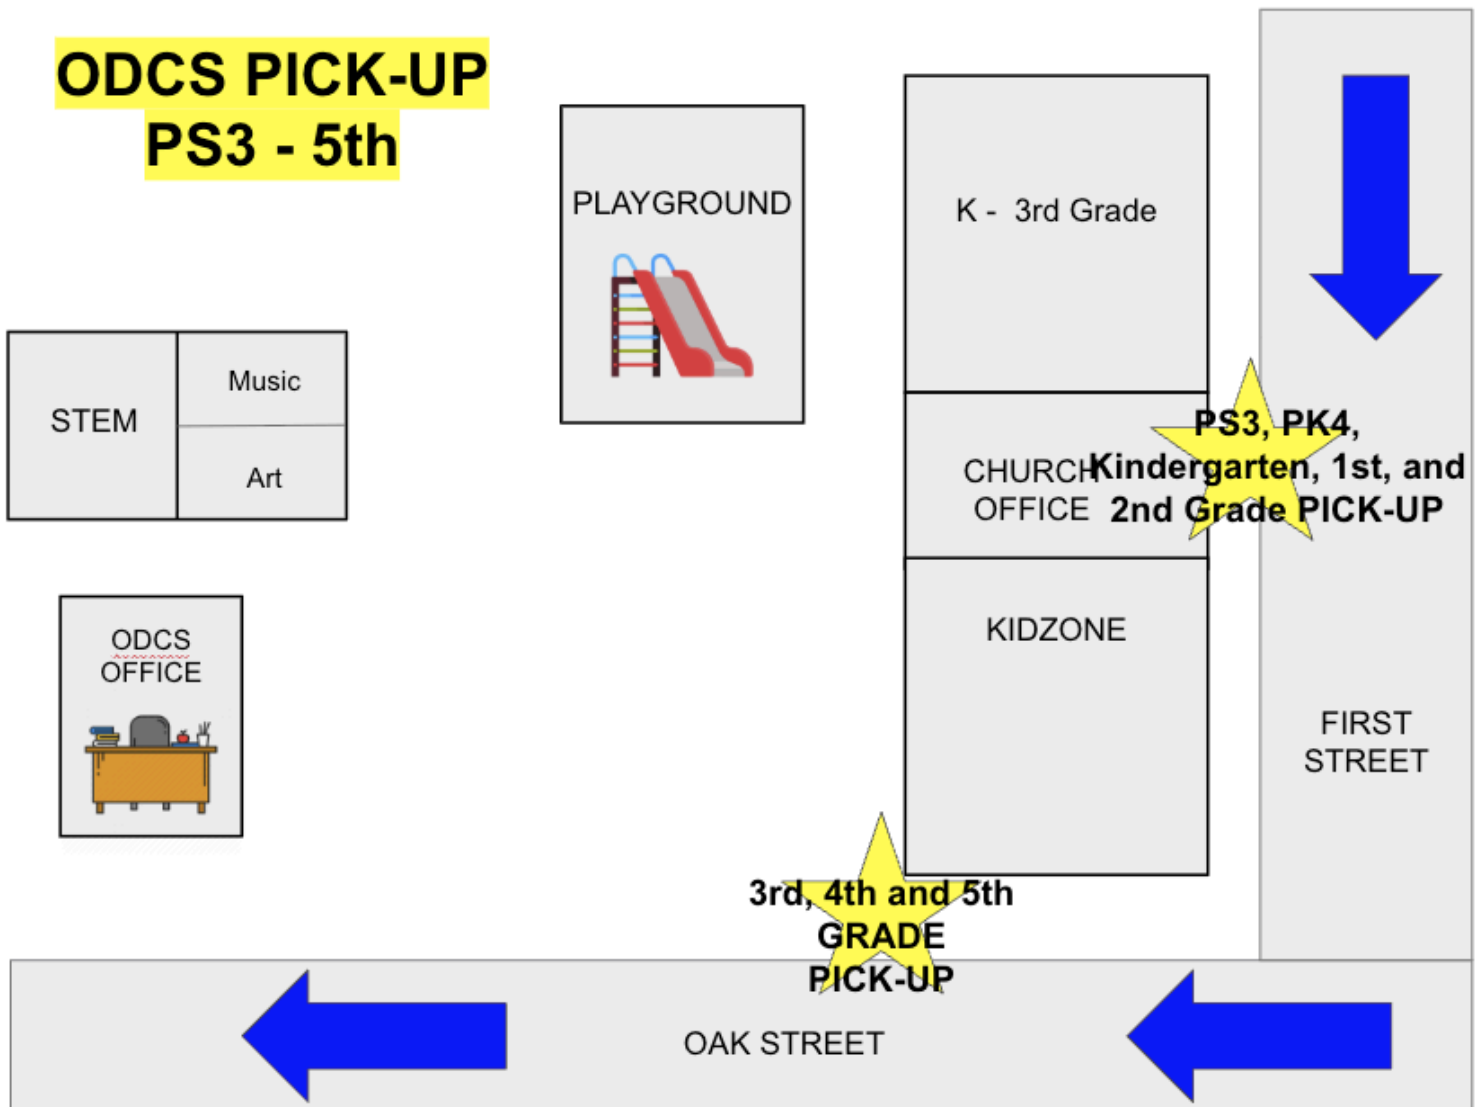 ODCS PICK-UP
PS3 - 5th
PLAYGROUND
K -  3rd Grade
STEM
Music
Art
CHURCH
OFFICE
PS3, PK4,
Kindergarten, 1st, and
2nd Grade PICK-UP
KIDZONE
ODCS
OFFICE
FIRST
STREET
3rd, 4th and 5th
GRADE
PICK-UP
OAK STREET